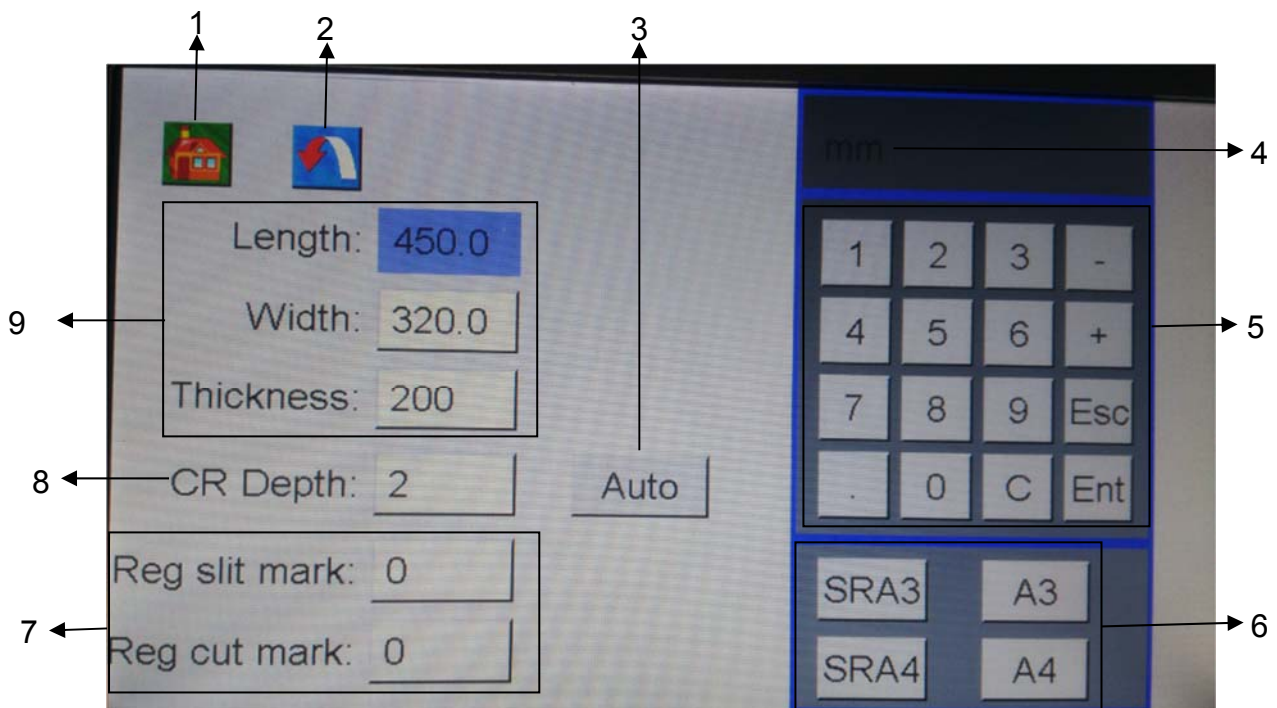 1 2 3
mm 4
Length: 450.0
Width: 320.0
Thickness: 200
9
CR Depth: 2
8
Auto
Reg slit mark: 0
Reg cut mark: 0
7
1 2 3 -
4 5 6 +
7 8 9 Esc
. 0 C Ent
5
SRA3 A3
SRA4 A4
6